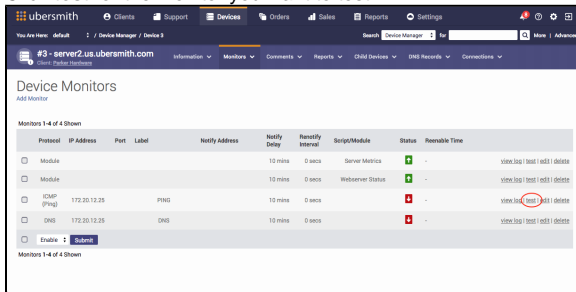 ubersmith Clients Support Devices Orders Sales Reports Settings
You Are Here: default / Device Manager / Device 3 Search Device Manager for More | Advanced
#3 - server2.us.ubersmith.com Information Monitors Comments Reports Child Devices DNS Records Connections
Client: Parker Hardware
Device Monitors
Add Monitor
Monitors 1-4 of 4 Shown
Protocol IP Address Port Label Notify Address Notify Delay Renotify Interval Script/Module Status Reenable Time
Module 10 mins 0 secs Server Metrics - view log | test | edit | delete
Module 10 mins 0 secs Webserver Status - view log | test | edit | delete
ICMP (Ping) 172.20.12.25 PING 10 mins 0 secs - view log | test | edit | delete
DNS 172.20.12.25 DNS 10 mins 0 secs - view log | test | edit | delete
Enable Submit
Monitors 1-4 of 4 Shown